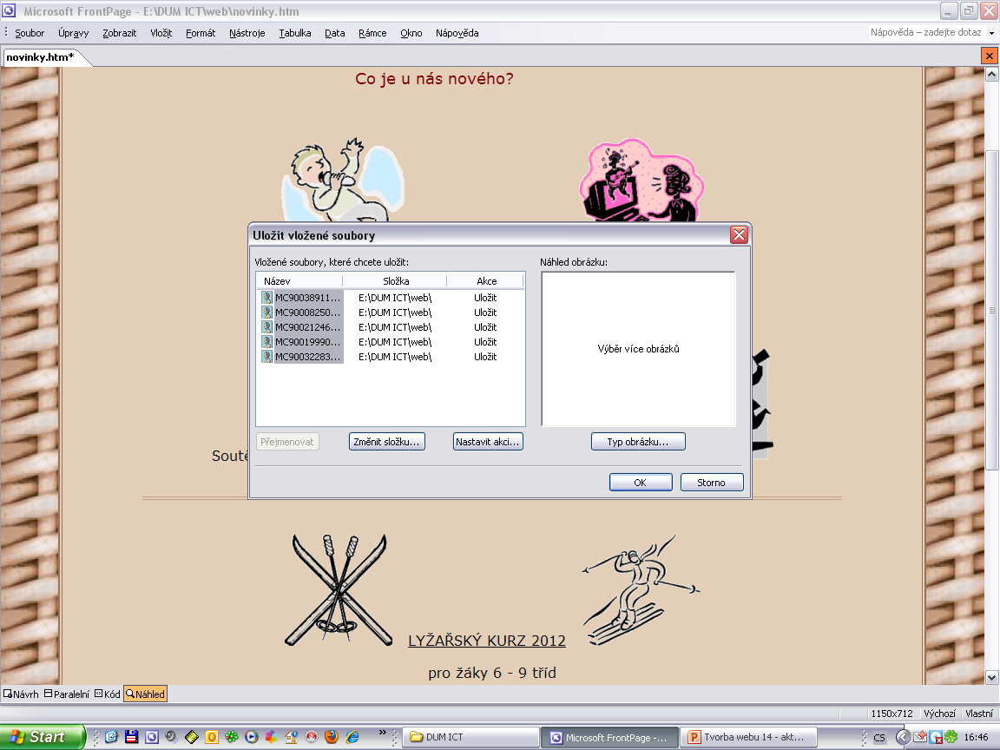 Microsoft FrontPage - E:\DUM ICT\web\novinky.htm
Soubor Úpravy Zobrazit Vložit Formát Nástroje Tabulka Data Rámce Okno Nápověda Nápověda – zadejte dotaz
novinky.htm*
Co je u nás nového?
Uložit vložené soubory
Vložené soubory, které chcete uložit: Náhled obrázku:
Název Složka Akce
MC90038911... E:\DUM ICT\web\ Uložit
MC90008250... E:\DUM ICT\web\ Uložit
MC90021246... E:\DUM ICT\web\ Uložit
MC90019990... E:\DUM ICT\web\ Uložit
MC90032283... E:\DUM ICT\web\ Uložit
Výběr více obrázků
Přejmenovat Změnit složku... Nastavit akci... Typ obrázku...
Soutě
OK Storno
LYŽAŘSKÝ KURZ 2012
pro žáky 6 - 9 tříd
Návrh Paralelní Kód Náhled
1150x712 Výchozí Vlastní
Start DUM ICT Microsoft FrontPage -... Tvorba webu 14 - akt... CS 16:46